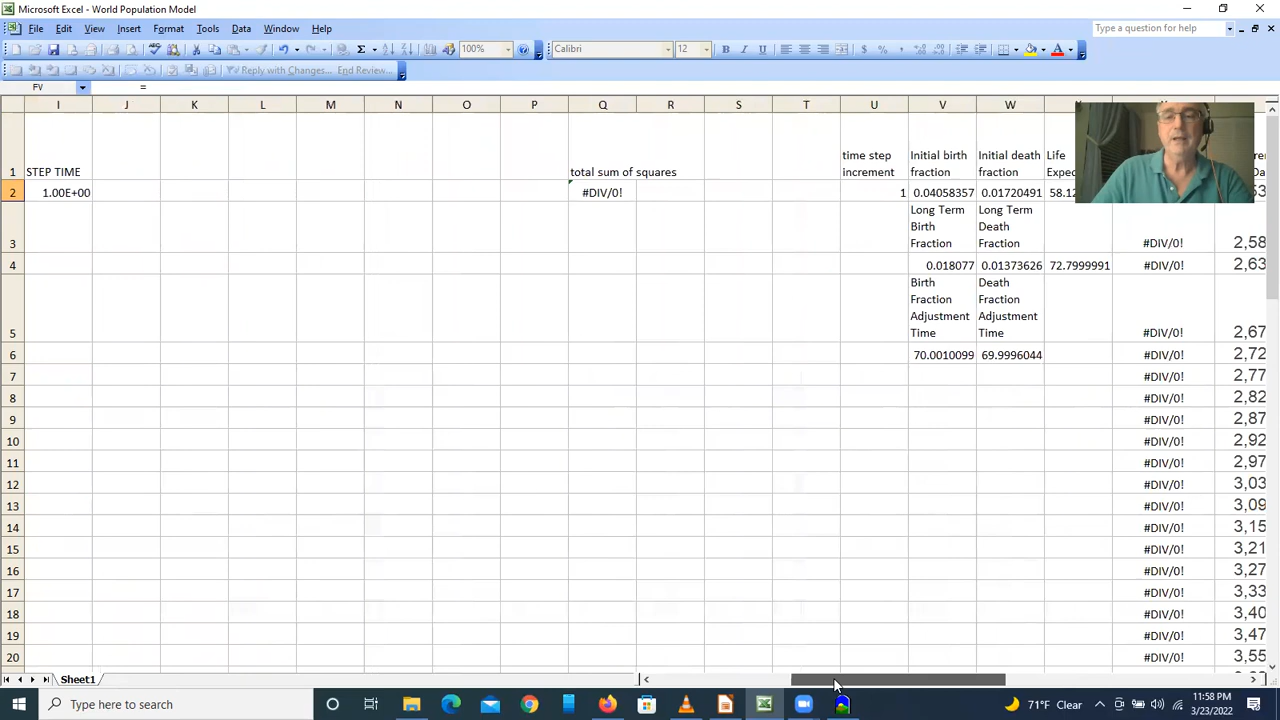 Microsoft Excel - World Population Model
File Edit View Insert Format Tools Data Window Help
Type a question for help
100% Calibri 12
Reply with Changes... End Review...
FV =
I J K L M N O P Q R S T U V W
1 STEP TIME total sum of squares time step increment Initial birth fraction Initial death fraction Life
2 1.00E+00 #DIV/0! 1 0.04058357 0.01720491
3 Long Term Birth Fraction Long Term Death Fraction #DIV/0! 2,58
4 0.018077 0.01373626 72.7999991 #DIV/0! 2,63
5 Birth Fraction Adjustment Time Death Fraction Adjustment Time #DIV/0! 2,67
6 70.0010099 69.9996044 #DIV/0! 2,72
7 #DIV/0! 2,77
8 #DIV/0! 2,82
9 #DIV/0! 2,87
10 #DIV/0! 2,92
11 #DIV/0! 2,97
12 #DIV/0! 3,03
13 #DIV/0! 3,09
14 #DIV/0! 3,15
15 #DIV/0! 3,21
16 #DIV/0! 3,27
17 #DIV/0! 3,33
18 #DIV/0! 3,40
19 #DIV/0! 3,47
20 #DIV/0! 3,55
Sheet1
Type here to search
71°F Clear
11:58 PM
3/23/2022